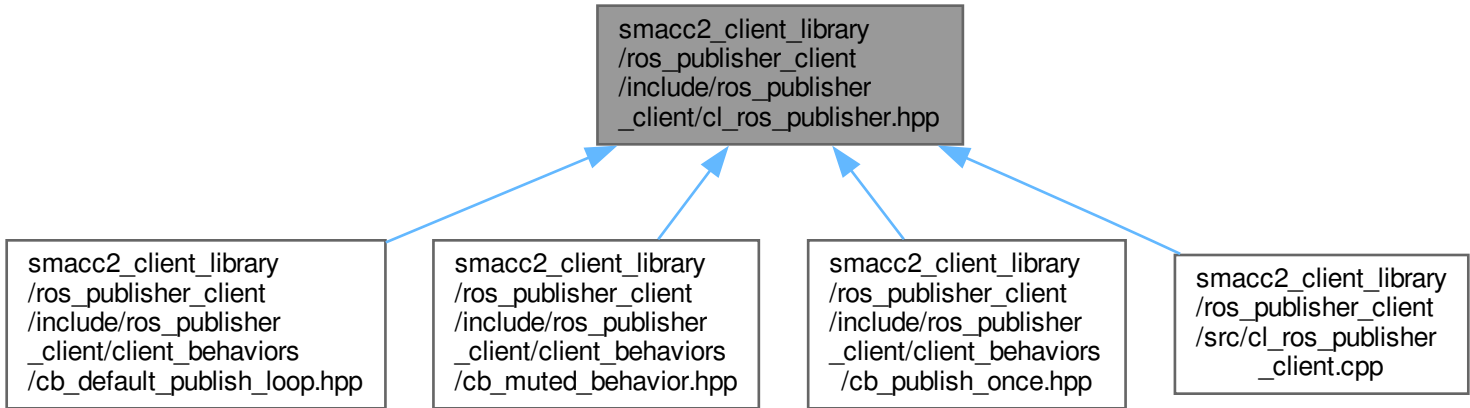 smacc2_client_library
/ros_publisher_client
/include/ros_publisher
_client/cl_ros_publisher.hpp
smacc2_client_library
/ros_publisher_client
/include/ros_publisher
_client/client_behaviors
/cb_default_publish_loop.hpp
smacc2_client_library
/ros_publisher_client
/include/ros_publisher
_client/client_behaviors
/cb_muted_behavior.hpp
smacc2_client_library
/ros_publisher_client
/include/ros_publisher
_client/client_behaviors
/cb_publish_once.hpp
smacc2_client_library
/ros_publisher_client
/src/cl_ros_publisher
_client.cpp